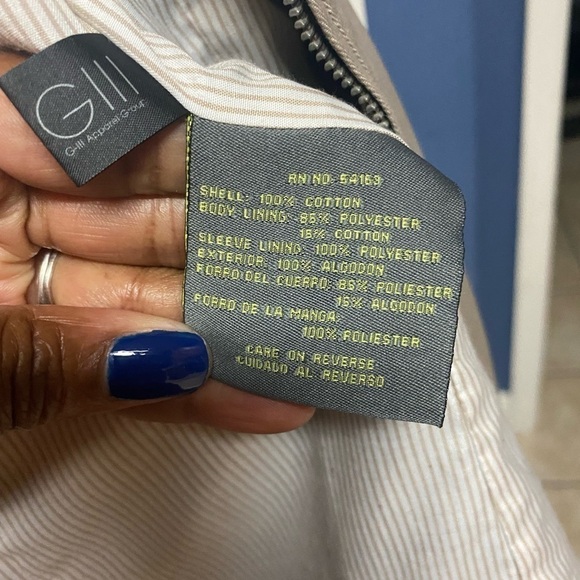 GIII
G-III Apparel Group
RN NO: 54163
SHELL: 100% COTTON
BODY LINING: 85% POLYESTER
15% COTTON
SLEEVE LINING: 100% POLYESTER
EXTERIOR: 100% ALGODON
FORRO DEL CUERPO: 85% POLIESTER
15% ALGODON
FORRO DE LA MANGA:
100% POLIESTER
CARE ON REVERSE
CUIDADO AL REVERSO